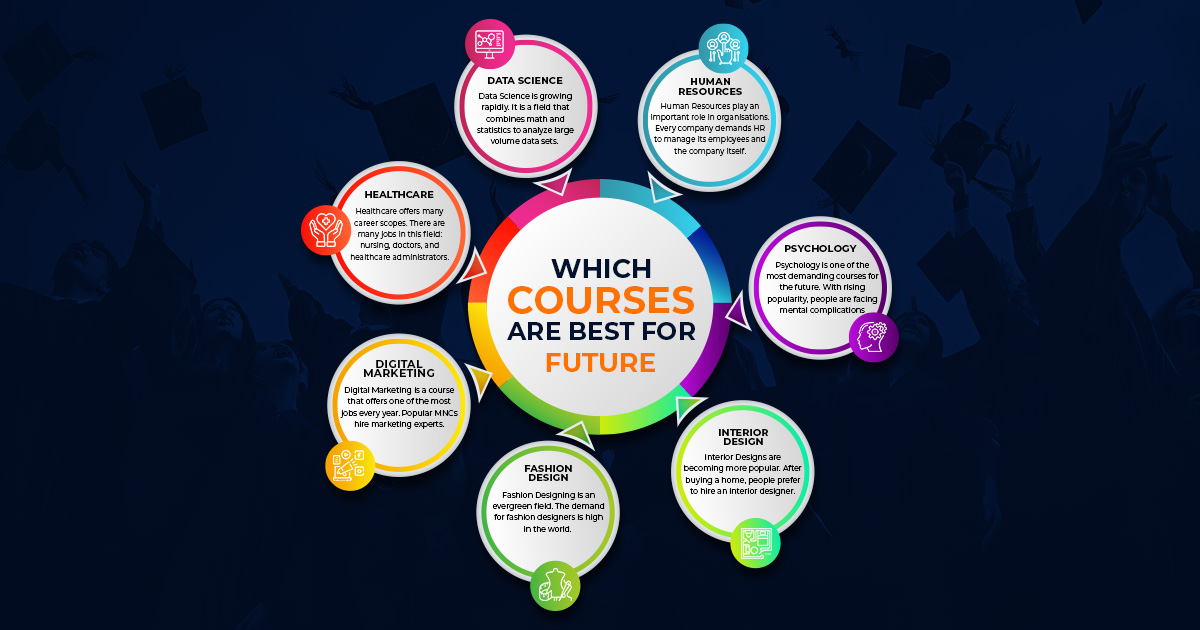 WHICH
COURSES
ARE BEST FOR
FUTURE
DATA SCIENCE
Data Science is growing
rapidly. It is a field that
combines math and
statistics to analyze large
volume data sets.
HUMAN
RESOURCES
Human Resources play an
important role in organisations.
Every company demands HR
to manage its employees and
the company itself.
PSYCHOLOGY
Psychology is one of the
most demanding courses for
the future. With rising
popularity, people are facing
mental complications
INTERIOR
DESIGN
Interior Designs are
becoming more popular. After
buying a home, people prefer
to hire an interior designer.
FASHION
DESIGN
Fashion Designing is an
evergreen field. The demand
for fashion designers is high
in the world.
DIGITAL
MARKETING
Digital Marketing is a course
that offers one of the most
jobs every year. Popular MNCs
hire marketing experts.
HEALTHCARE
Healthcare offers many
career scopes. There are
many jobs in this field:
nursing, doctors, and
healthcare administrators.